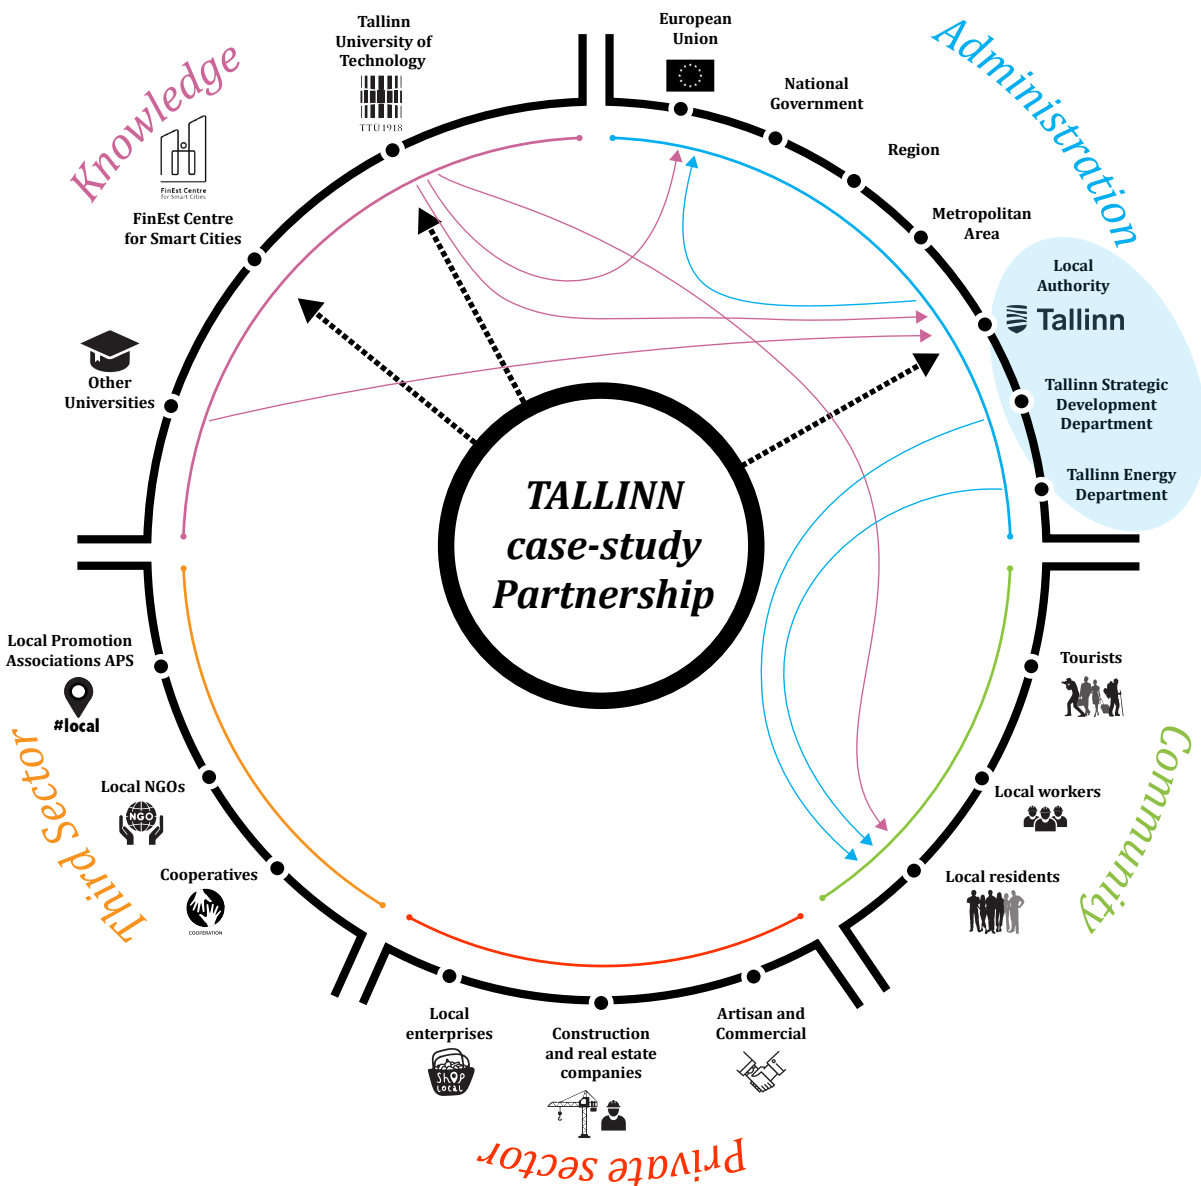 Knowledge
Tallinn
University of
Technology
TTÜ1918
FinEst Centre
for Smart Cities
FinEst Centre
for Smart Cities
Other
Universities
European
Union
National
Government
Region
Metropolitan
Area
Administration
Local
Authority
Tallinn
Tallinn Strategic
Development
Department
Tallinn Energy
Department
TALLINN
case-study
Partnership
Tourists
Local workers
Local residents
Community
Local Promotion
Associations APS
#local
Local NGOs
NGO
Cooperatives
COOPERATION
Third Sector
Local
enterprises
ShOP
LOCAL
Construction
and real estate
companies
Artisan and
Commercial
Private sector